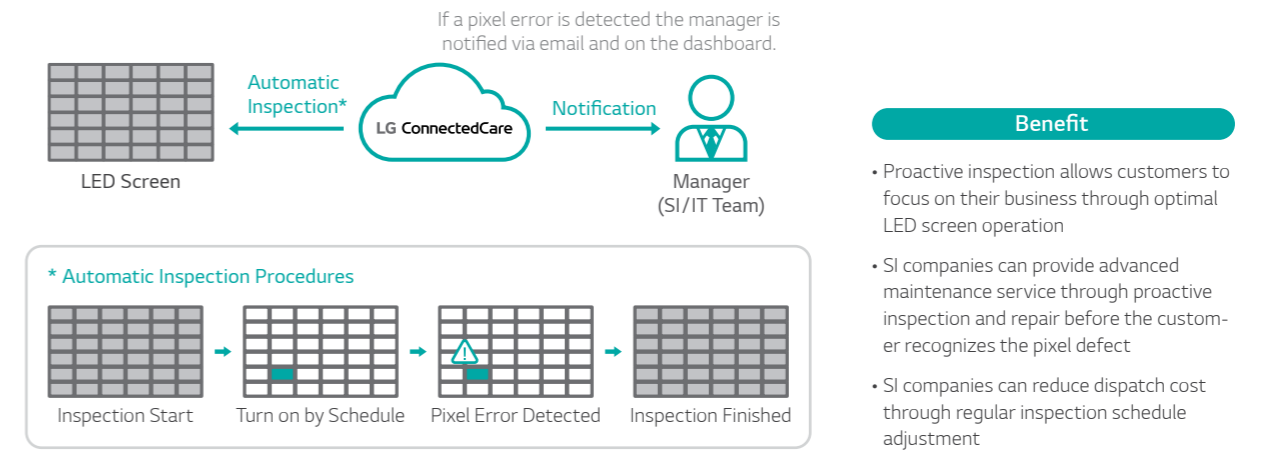 If a pixel error is detected the manager is
notified via email and on the dashboard.
Automatic
Inspection*
LG ConnectedCare
Notification
LED Screen
Manager
(SI/IT Team)
* Automatic Inspection Procedures
Inspection Start
Turn on by Schedule
Pixel Error Detected
Inspection Finished
Benefit
• Proactive inspection allows customers to
focus on their business through optimal
LED screen operation
• SI companies can provide advanced
maintenance service through proactive
inspection and repair before the custom-
er recognizes the pixel defect
• SI companies can reduce dispatch cost
through regular inspection schedule
adjustment